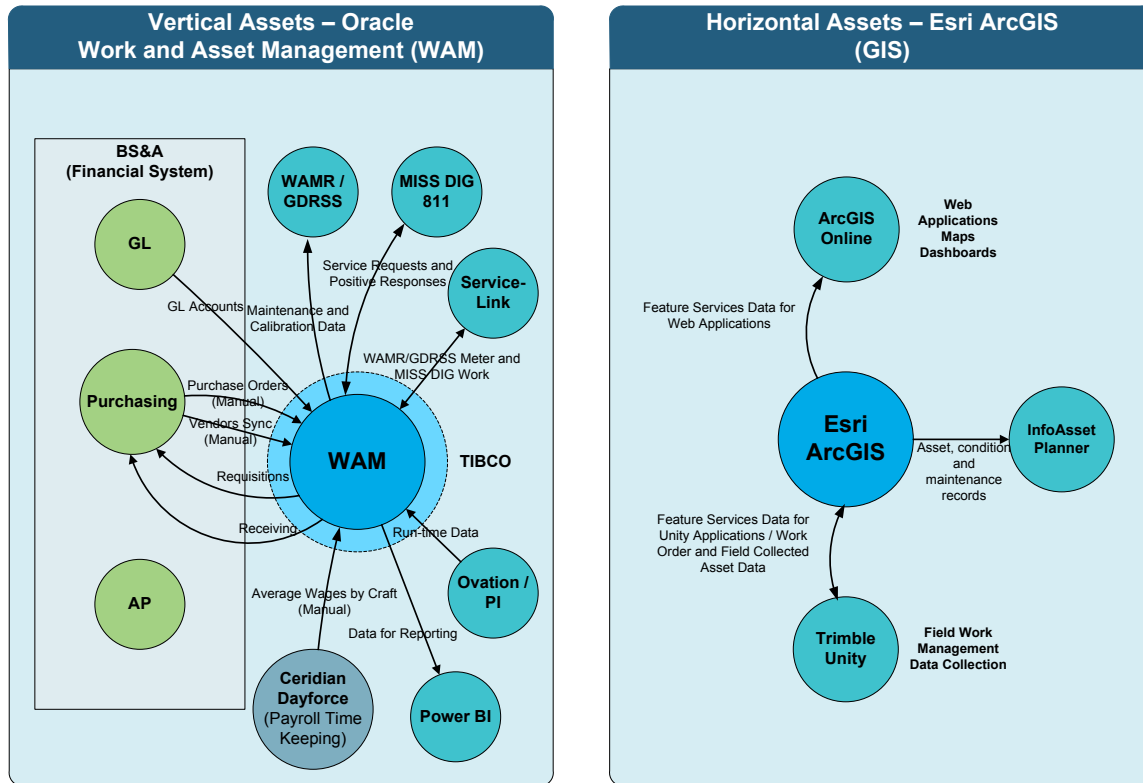 Vertical Assets – Oracle
Work and Asset Management (WAM)
BS&A
(Financial System)
GL
Purchasing
AP
WAMR /
GDRSS
MISS DIG
811
Service-
Link
GL Accounts
Maintenance and
Calibration Data
Service Requests and
Positive Responses
WAMR/GDRSS Meter and
MISS DIG Work
Purchase Orders
(Manual)
Vendors Sync
(Manual)
Requisitions
Receiving
WAM
TIBCO
Run-time Data
Ovation /
PI
Average Wages by Craft
(Manual)
Data for Reporting
Ceridian
Dayforce
(Payroll Time
Keeping)
Power BI
Horizontal Assets – Esri ArcGIS
(GIS)
ArcGIS
Online
Web
Applications
Maps
Dashboards
Feature Services Data for
Web Applications
Esri
ArcGIS
Asset, condition
and
maintenance
records
InfoAsset
Planner
Feature Services Data for
Unity Applications / Work
Order and Field Collected
Asset Data
Trimble
Unity
Field Work
Management
Data Collection